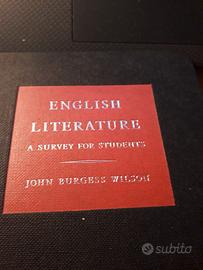 ENGLISH
LITERATURE
A SURVEY FOR STUDENTS
JOHN BURGESS WILSON
subito